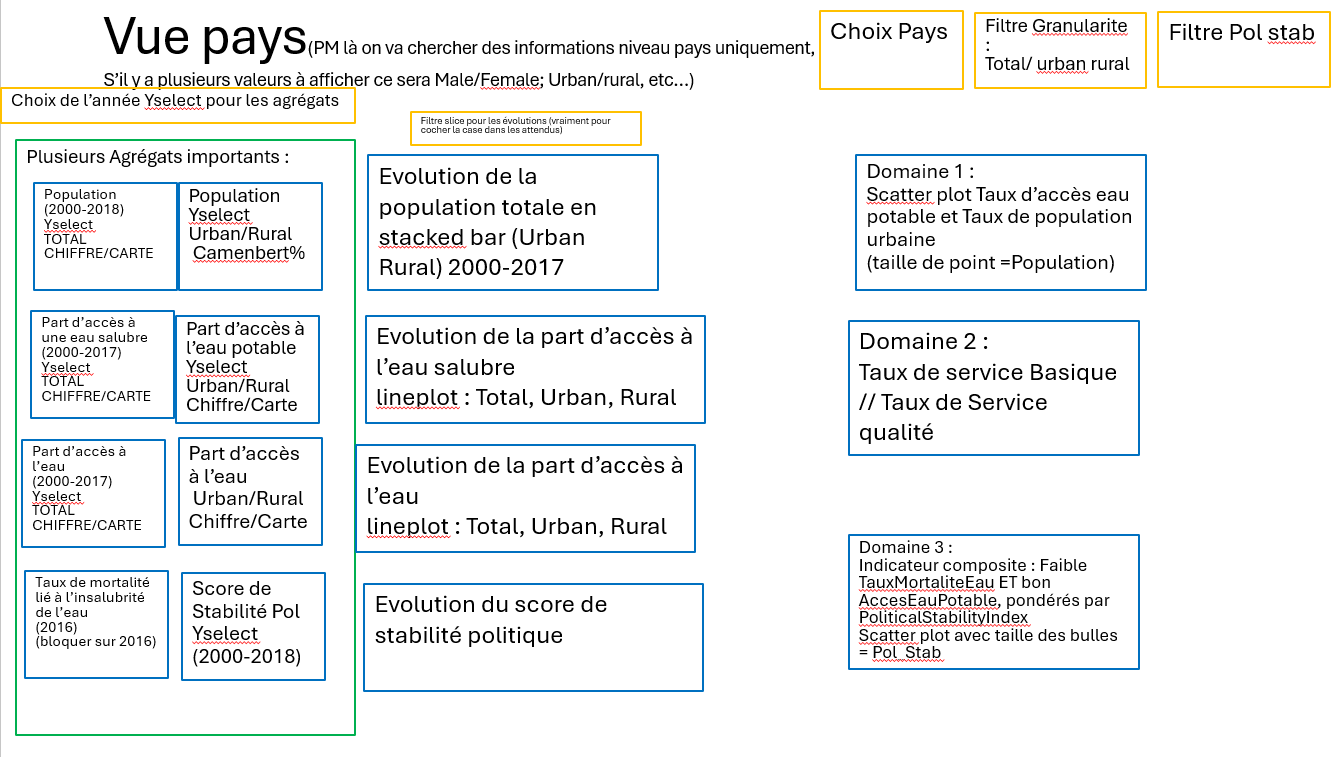 Vue pays(PM là on va chercher des informations niveau pays uniquement,
S'il y a plusieurs valeurs à afficher ce sera Male/Female; Urban/rural, etc...)
Choix Pays
Filtre Granularite
:
Total/ urban rural
Filtre Pol stab
Choix de l'année Yselect pour les agrégats
Filtre slice pour les évolutions (vraiment pour
cocher la case dans les attendus)
Plusieurs Agrégats importants :
Population
(2000-2018)
Yselect
TOTAL
CHIFFRE/CARTE
Population
Yselect
Urban/Rural
Camenbert%
Evolution de la
population totale en
stacked bar (Urban
Rural) 2000-2017
Domaine 1 :
Scatter plot Taux d'accès eau
potable et Taux de population
urbaine
(taille de point =Population)
Part d'accès à
une eau salubre
(2000-2017)
Yselect
TOTAL
CHIFFRE/CARTE
Part d'accès à
l'eau potable
Yselect
Urban/Rural
Chiffre/Carte
Evolution de la part d'accès à
l'eau salubre
lineplot : Total, Urban, Rural
Domaine 2 :
Taux de service Basique
// Taux de Service
qualité
Part d'accès à
l'eau
(2000-2017)
Yselect
TOTAL
CHIFFRE/CARTE
Part d'accès
à l'eau
Urban/Rural
Chiffre/Carte
Evolution de la part d'accès à
l'eau
lineplot : Total, Urban, Rural
Domaine 3 :
Indicateur composite : Faible
TauxMortaliteEau ET bon
AccesEauPotable, pondérés par
PoliticalStabilityIndex
Scatter plot avec taille des bulles
= Pol_Stab
Taux de mortalité
lié à l'insalubrité
de l'eau
(2016)
(bloquer sur 2016)
Score de
Stabilité Pol
Yselect
(2000-2018)
Evolution du score de
stabilité politique